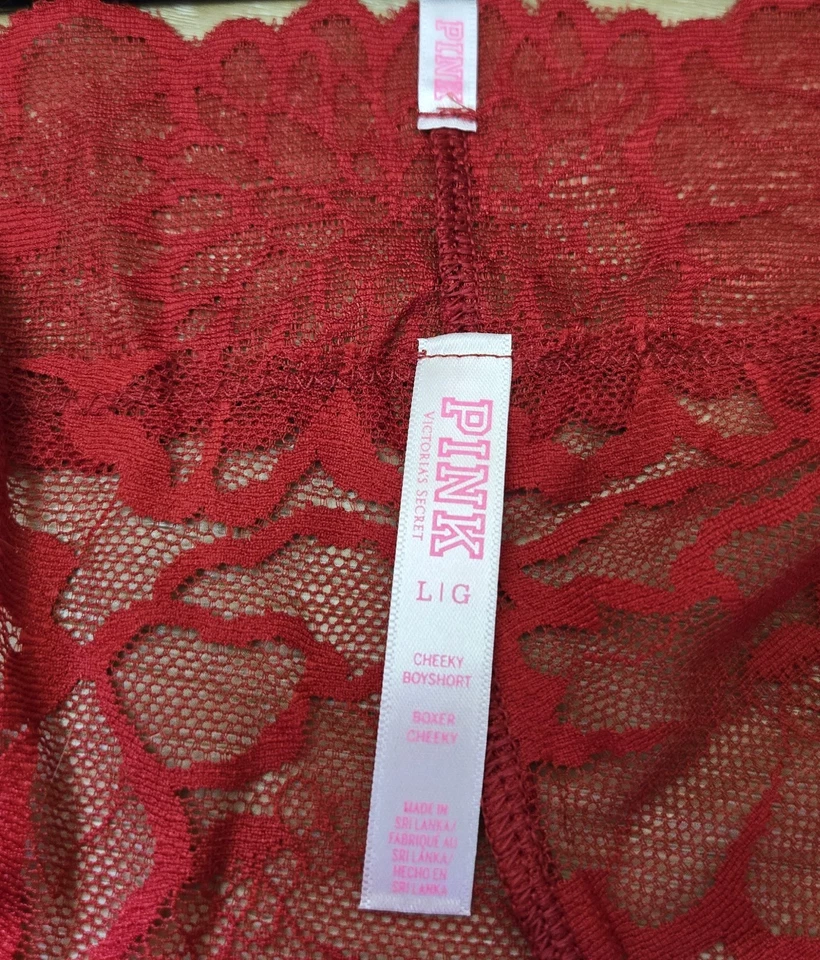 PINK
PINK
VICTORIA'S SECRET
L|G
CHEEKY
BOYSHORT
BOXER
CHEEKY
MADE IN
SRI LANKA/
FABRIQUÉ AU
SRI LANKA/
HECHO EN
SRI LANKA